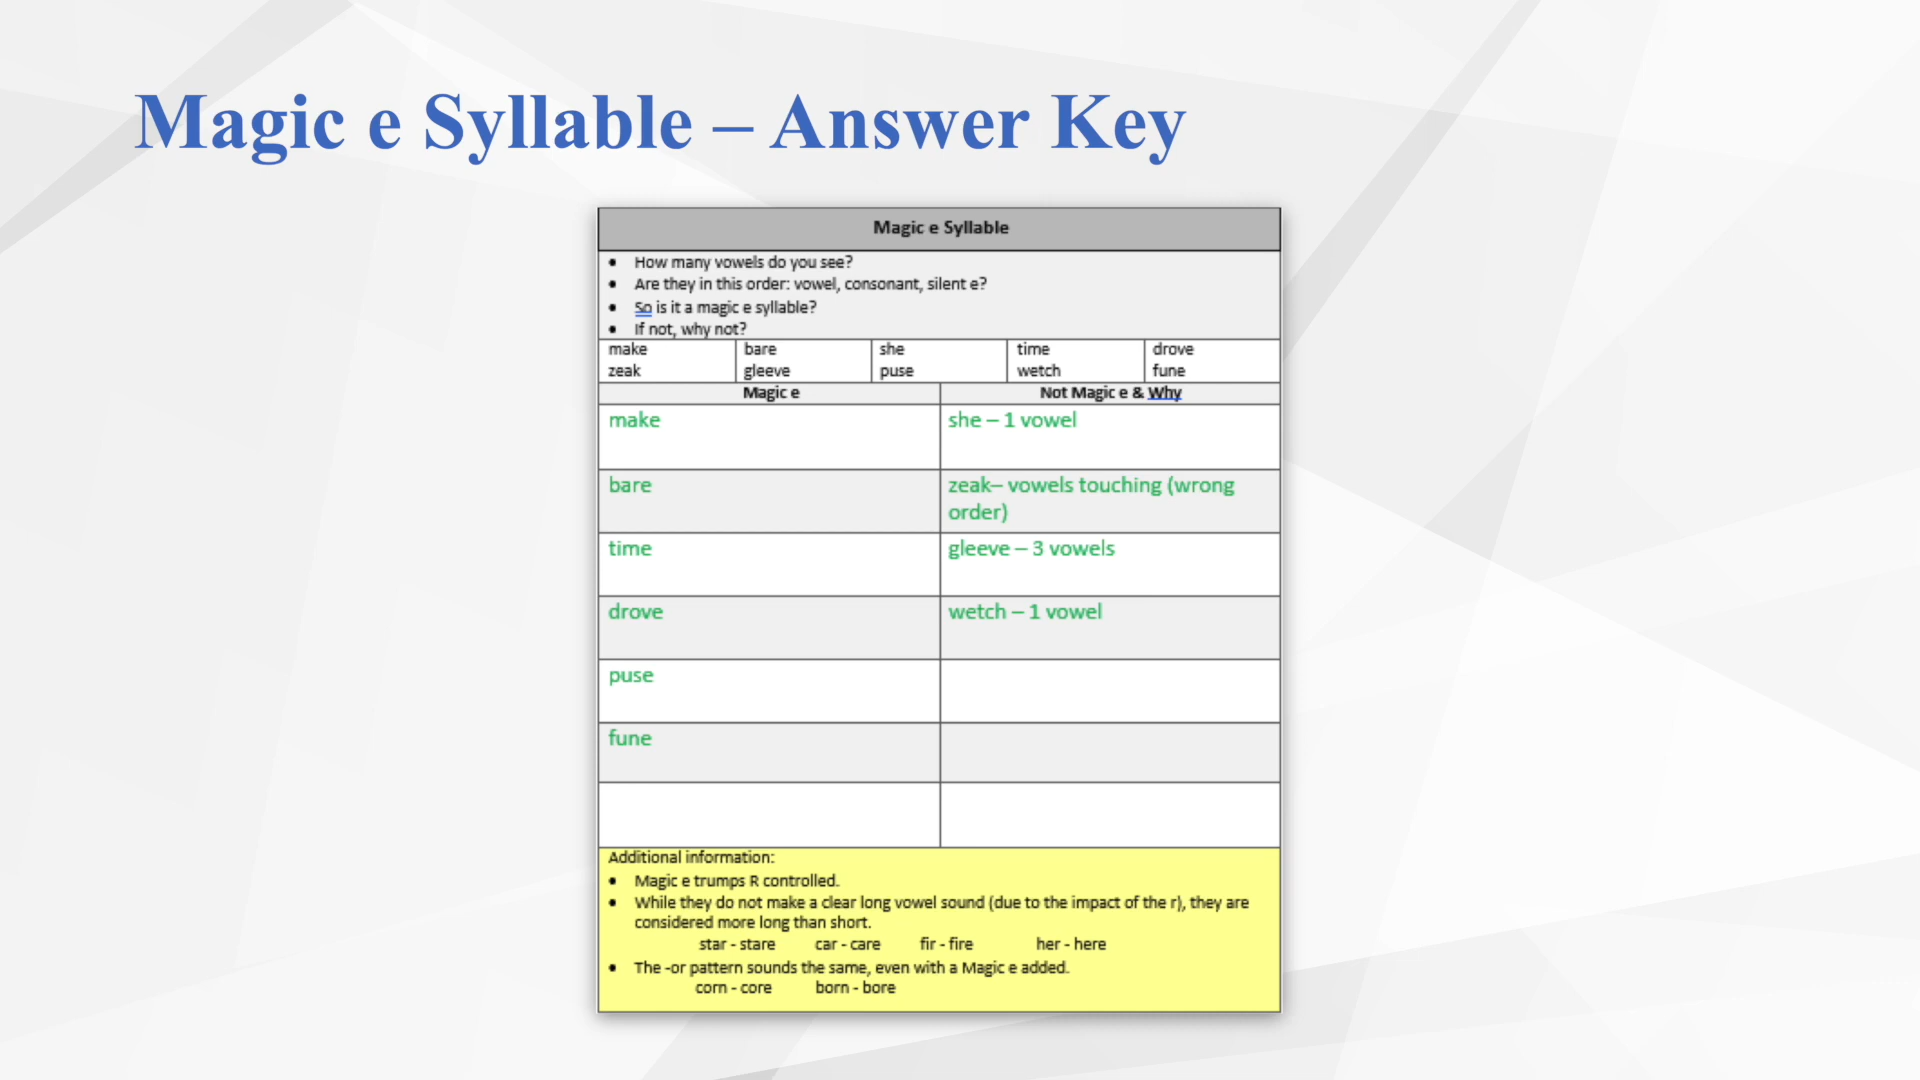 Magic e Syllable – Answer Key
Magic e Syllable
• How many vowels do you see?
• Are they in this order: vowel, consonant, silent e?
• So is it a magic e syllable?
• If not, why not?
make bare she time drove
zeak gleeve puse wetch fune
Magic e Not Magic e & Why
make she – 1 vowel
bare zeak– vowels touching (wrong
order)
time gleeve – 3 vowels
drove wetch – 1 vowel
puse
fune
Additional information:
• Magic e trumps R controlled.
• While they do not make a clear long vowel sound (due to the impact of the r), they are
considered more long than short.
star - stare car - care fir - fire her - here
• The -or pattern sounds the same, even with a Magic e added.
corn - core born - bore